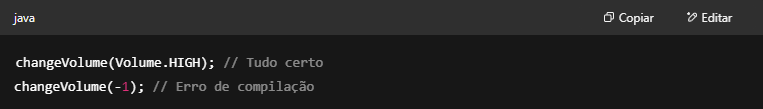 java
Copiar
Editar
changeVolume(Volume.HIGH); // Tudo certo
changeVolume(-1); // Erro de compilação